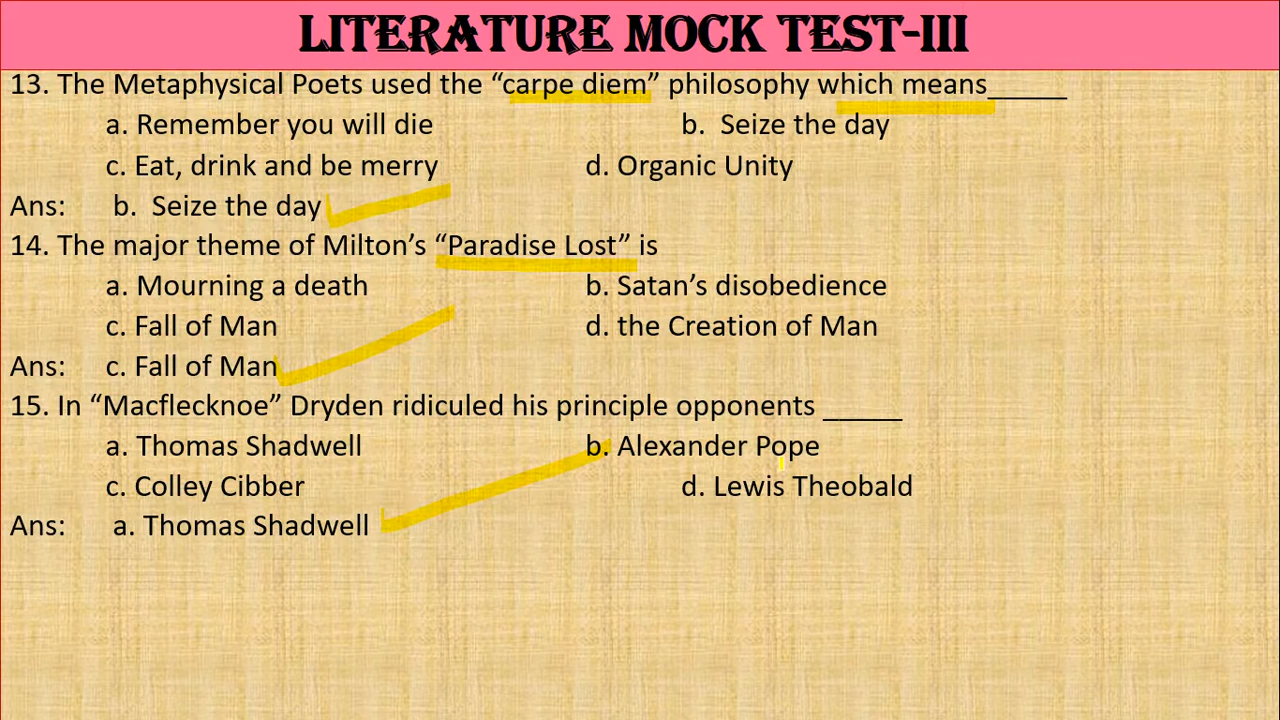 LITERATURE MOCK TEST-III
13. The Metaphysical Poets used the “carpe diem” philosophy which means_____
a. Remember you will die b. Seize the day
c. Eat, drink and be merry d. Organic Unity
Ans: b. Seize the day
14. The major theme of Milton’s “Paradise Lost” is
a. Mourning a death b. Satan’s disobedience
c. Fall of Man d. the Creation of Man
Ans: c. Fall of Man
15. In “Macflecknoe” Dryden ridiculed his principle opponents _____
a. Thomas Shadwell b. Alexander Pope
c. Colley Cibber d. Lewis Theobald
Ans: a. Thomas Shadwell